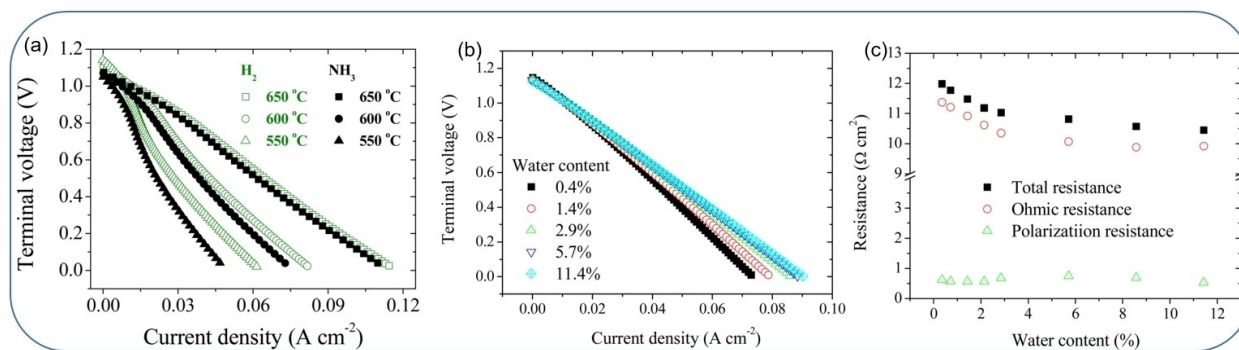 (a)
1.2
1.0
0.8
0.6
0.4
0.2
0.0
Terminal voltage (V)
H2 NH3
650 °C 650 °C
600 °C 600 °C
550 °C 550 °C
0.00 0.03 0.06 0.09 0.12
Current density (A cm-2)
(b)
1.2
1.0
0.8
0.6
0.4
0.2
0.0
Terminal voltage (V)
Water content
0.4%
1.4%
2.9%
5.7%
11.4%
0.00 0.02 0.04 0.06 0.08 0.10
Current density (A cm-2)
(c)
13
12
11
10
9
4
3
2
1
0
Resistance (Ω cm2)
Total resistance
Ohmic resistance
Polarizatiion resistance
0 2 4 6 8 10 12
Water content (%)